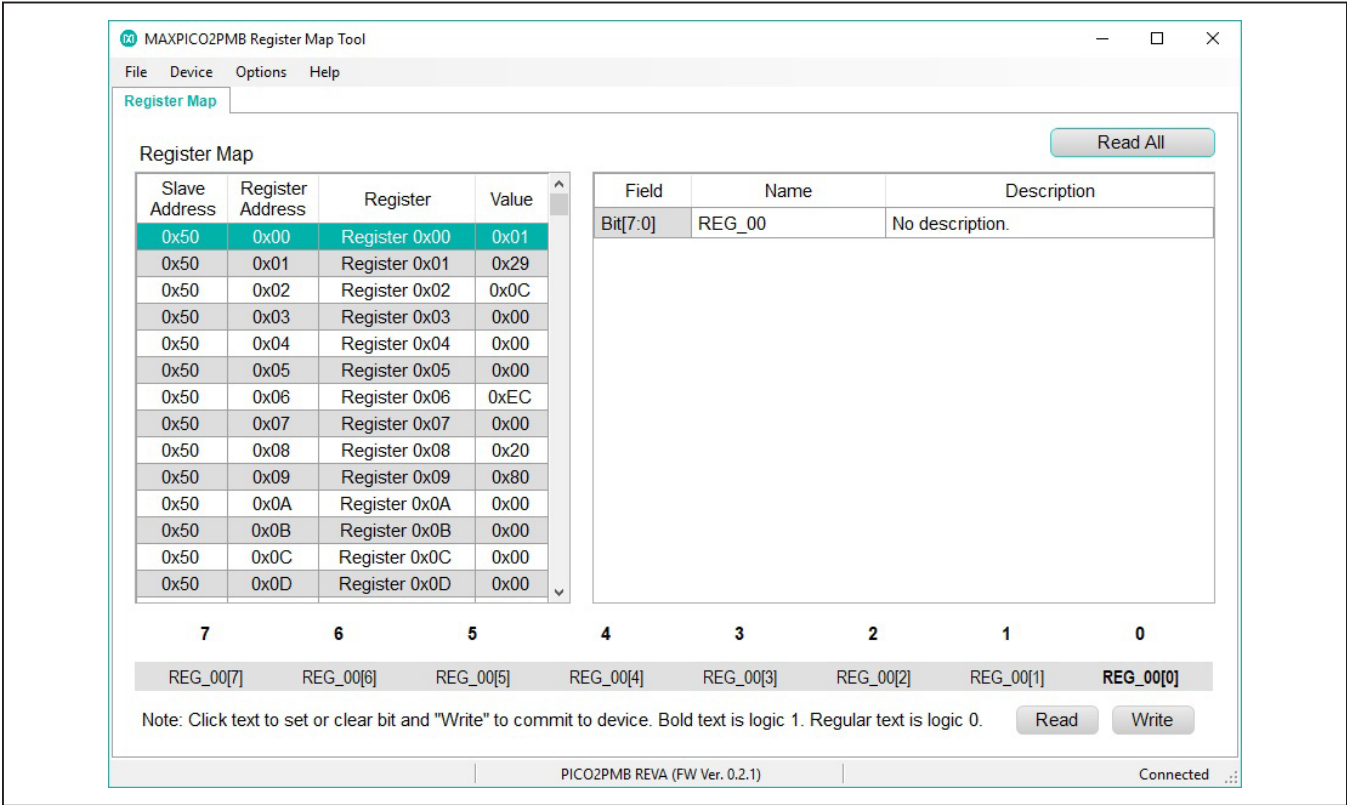 MAXPICO2PMB Register Map Tool
File Device Options Help
Register Map
Read All
Register Map
Slave Address Register Address Register Value
0x50 0x00 Register 0x00 0x01
0x50 0x01 Register 0x01 0x29
0x50 0x02 Register 0x02 0x0C
0x50 0x03 Register 0x03 0x00
0x50 0x04 Register 0x04 0x00
0x50 0x05 Register 0x05 0x00
0x50 0x06 Register 0x06 0xEC
0x50 0x07 Register 0x07 0x00
0x50 0x08 Register 0x08 0x20
0x50 0x09 Register 0x09 0x80
0x50 0x0A Register 0x0A 0x00
0x50 0x0B Register 0x0B 0x00
0x50 0x0C Register 0x0C 0x00
0x50 0x0D Register 0x0D 0x00
Field Name Description
Bit[7:0] REG_00 No description.
7 6 5 4 3 2 1 0
REG_00[7] REG_00[6] REG_00[5] REG_00[4] REG_00[3] REG_00[2] REG_00[1] REG_00[0]
Note: Click text to set or clear bit and "Write" to commit to device. Bold text is logic 1. Regular text is logic 0. Read Write
PICO2PMB REVA (FW Ver. 0.2.1) Connected